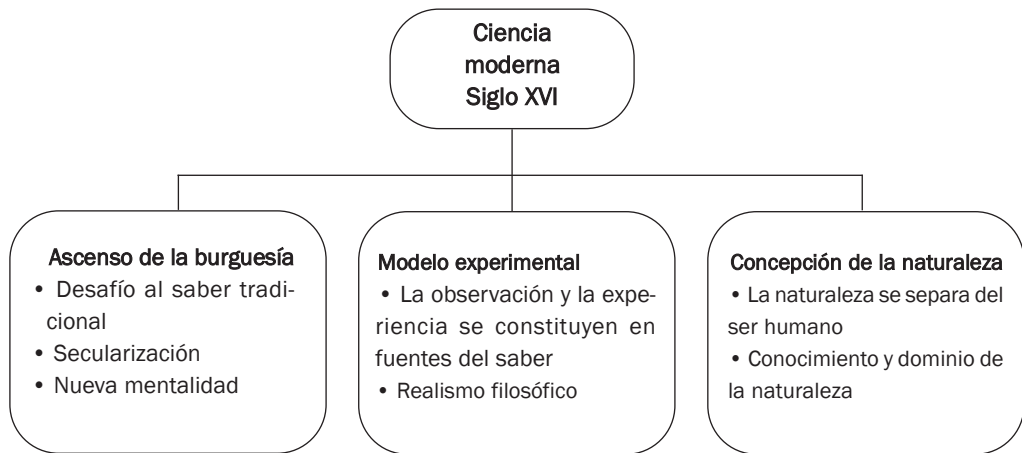 Ciencia
moderna
Siglo XVI
Ascenso de la burguesía
• Desafío al saber tradi-
cional
• Secularización
• Nueva mentalidad
Modelo experimental
• La observación y la expe-
riencia se constituyen en
fuentes del saber
• Realismo filosófico
Concepción de la naturaleza
• La naturaleza se separa del
ser humano
• Conocimiento y dominio de
la naturaleza